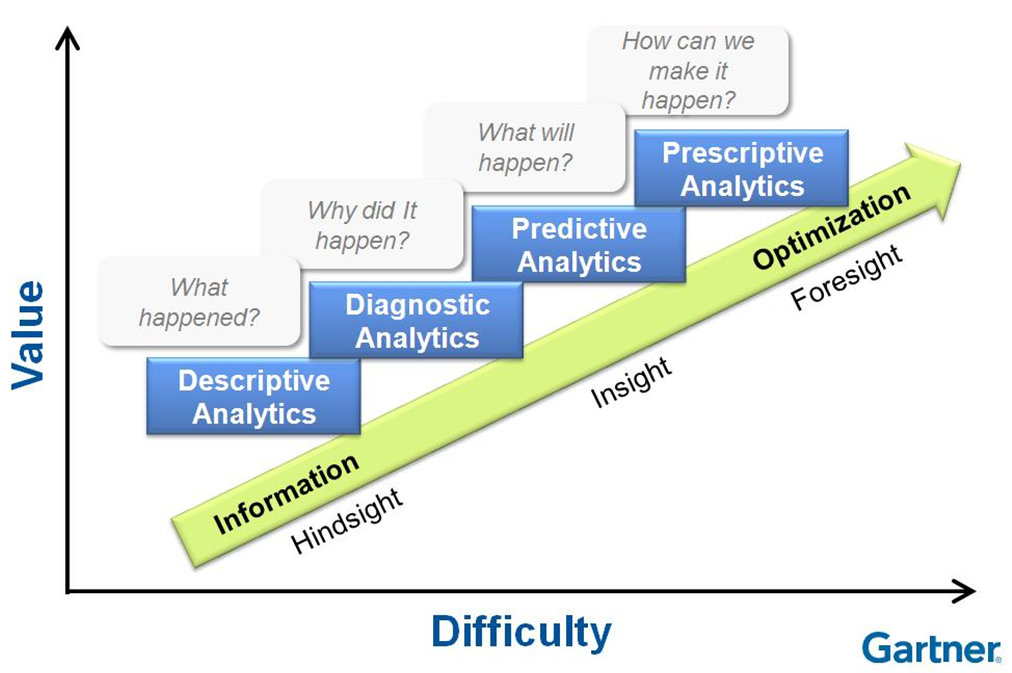 How can we
make it
happen?
What will
happen?
Prescriptive
Analytics
Why did It
happen?
Predictive
Analytics
What
happened?
Diagnostic
Analytics
Descriptive
Analytics
Value
Information
Hindsight
Insight
Optimization
Foresight
Difficulty
Gartner®